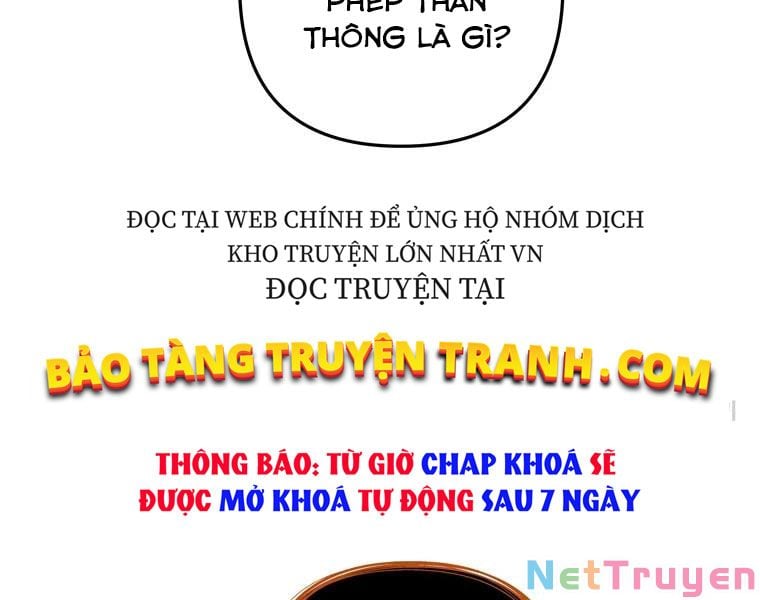 PHÉP THẦN
THÔNG LÀ GÌ?
ĐỌC TẠI WEB CHÍNH ĐỂ ỦNG HỘ NHÓM DỊCH
KHO TRUYỆN LỚN NHẤT VN
ĐỌC TRUYỆN TẠI
BẢO TÀNG TRUYỆN TRANH.COM
THÔNG BÁO: TỪ GIỜ CHAP KHOÁ SẼ
ĐƯỢC MỞ KHOÁ TỰ ĐỘNG SAU 7 NGÀY
NetTruyen